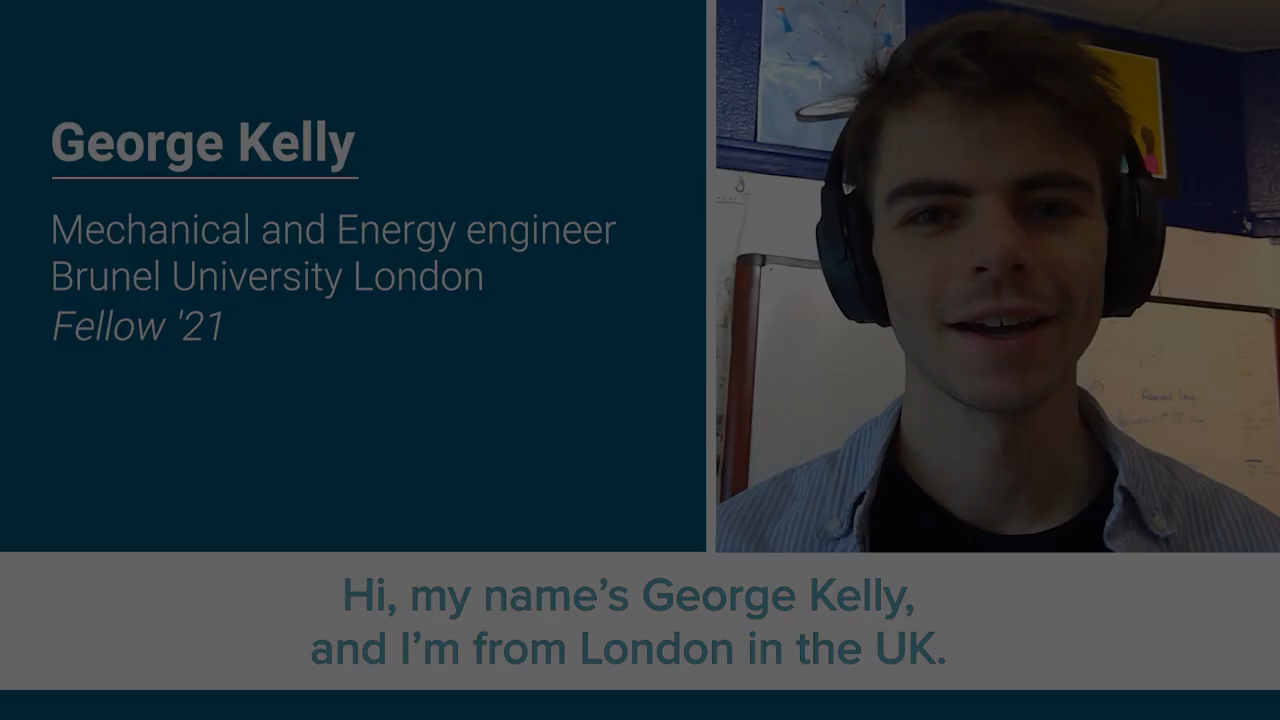 George Kelly
Mechanical and Energy engineer
Brunel University London
Fellow '21
Hi, my name’s George Kelly,
and I’m from London in the UK.